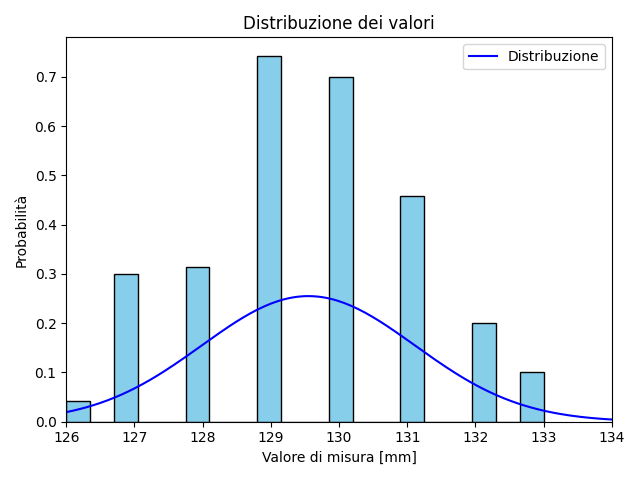 Distribuzione dei valori
Distribuzione
Probabilità
0.7
0.6
0.5
0.4
0.3
0.2
0.1
0.0
126 127 128 129 130 131 132 133 134
Valore di misura [mm]